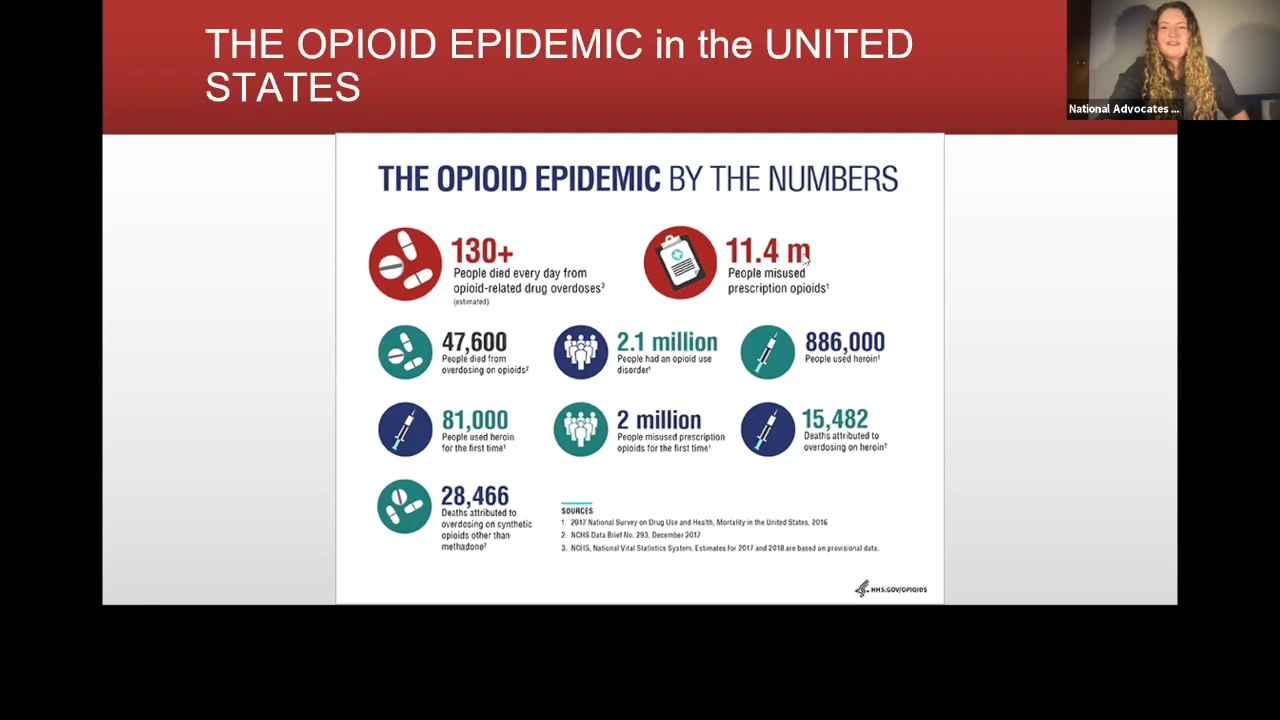 THE OPIOID EPIDEMIC in the UNITED
STATES
National Advocates ...
THE OPIOID EPIDEMIC BY THE NUMBERS
130+
People died every day from
opioid-related drug overdoses³
(estimated)
11.4 m
People misused
prescription opioids¹
47,600
People died from
overdosing on opioids²
2.1 million
People had an opioid use
disorder¹
886,000
People used heroin¹
81,000
People used heroin
for the first time¹
2 million
People misused prescription
opioids for the first time¹
15,482
Deaths attributed to
overdosing on heroin²
28,466
Deaths attributed to
overdosing on synthetic
opioids other than
methadone²
SOURCES
1. 2017 National Survey on Drug Use and Health, Mortality in the United States, 2016
2. NCHS Data Brief No. 293, December 2017
3. NCHS, National Vital Statistics System. Estimates for 2017 and 2018 are based on provisional data.
HHS.GOV/OPIOIDS